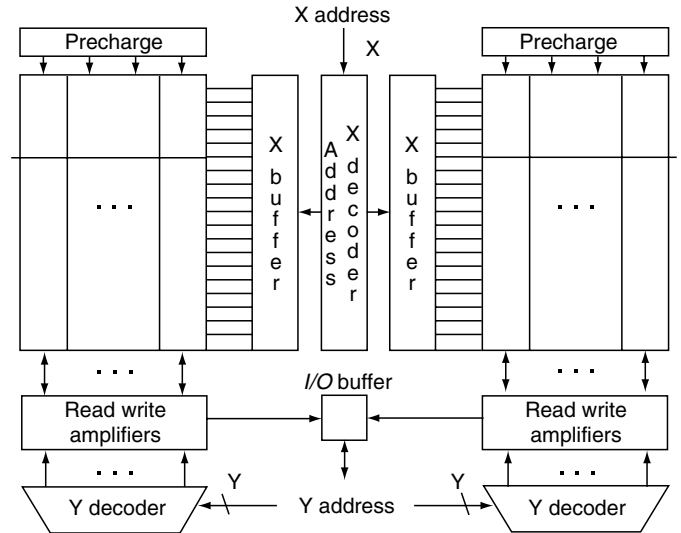 X address
Precharge
X
Precharge
X buffer
Address
X decoder
X buffer
. . .
. . .
. . .
. . .
I/O buffer
Read write
amplifiers
Read write
amplifiers
. . .
. . .
Y
Y
Y decoder
Y address
Y decoder